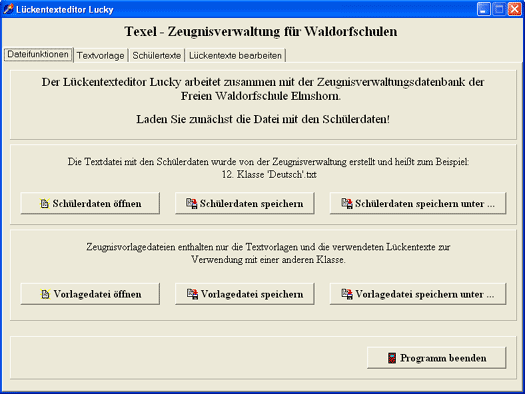 Lückentexteditor Lucky
Texel - Zeugnisverwaltung für Waldorfschulen
Dateifunktionen Textvorlage Schülertexte Lückentexte bearbeiten
Der Lückentexteditor Lucky arbeitet zusammen mit der Zeugnisverwaltungsdatenbank der
Freien Waldorfschule Elmshorn.
Laden Sie zunächst die Datei mit den Schülerdaten!
Die Textdatei mit den Schülerdaten wurde von der Zeugnisverwaltung erstellt und heißt zum Beispiel:
12. Klasse 'Deutsch'.txt
Schülerdaten öffnen Schülerdaten speichern Schülerdaten speichern unter ...
Zeugnisvorlagedateien enthalten nur die Textvorlagen und die verwendeten Lückentexte zur
Verwendung mit einer anderen Klasse.
Vorlagedatei öffnen Vorlagedatei speichern Vorlagedatei speichern unter ...
Programm beenden